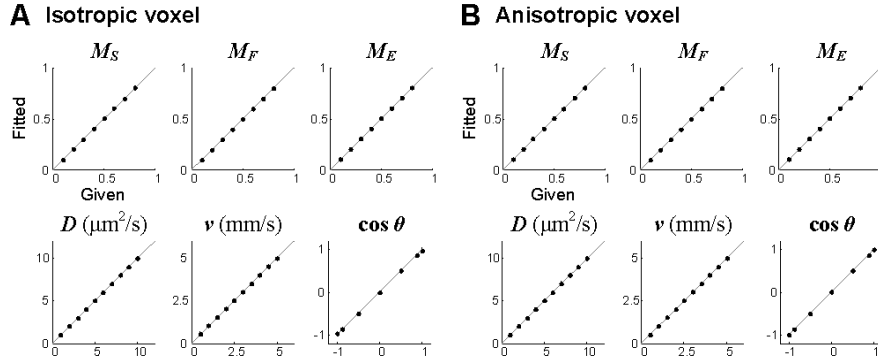 A Isotropic voxel B Anisotropic voxel
M_S M_F M_E M_S M_F M_E
1 1 1 1 1 1
Fitted 0.5 0.5 0.5 Fitted 0.5 0.5 0.5
0 0 0 0 0 0
0 0.5 1 0 0.5 1 0 0.5 1 0 0.5 1 0 0.5 1 0 0.5 1
Given Given
D (μm²/s) v (mm/s) cos θ D (μm²/s) v (mm/s) cos θ
10 5 1 10 5 1
5 2.5 0 5 2.5 0
0 0 -1 0 0 -1
0 5 10 0 2.5 5 -1 0 1 0 5 10 0 2.5 5 -1 0 1